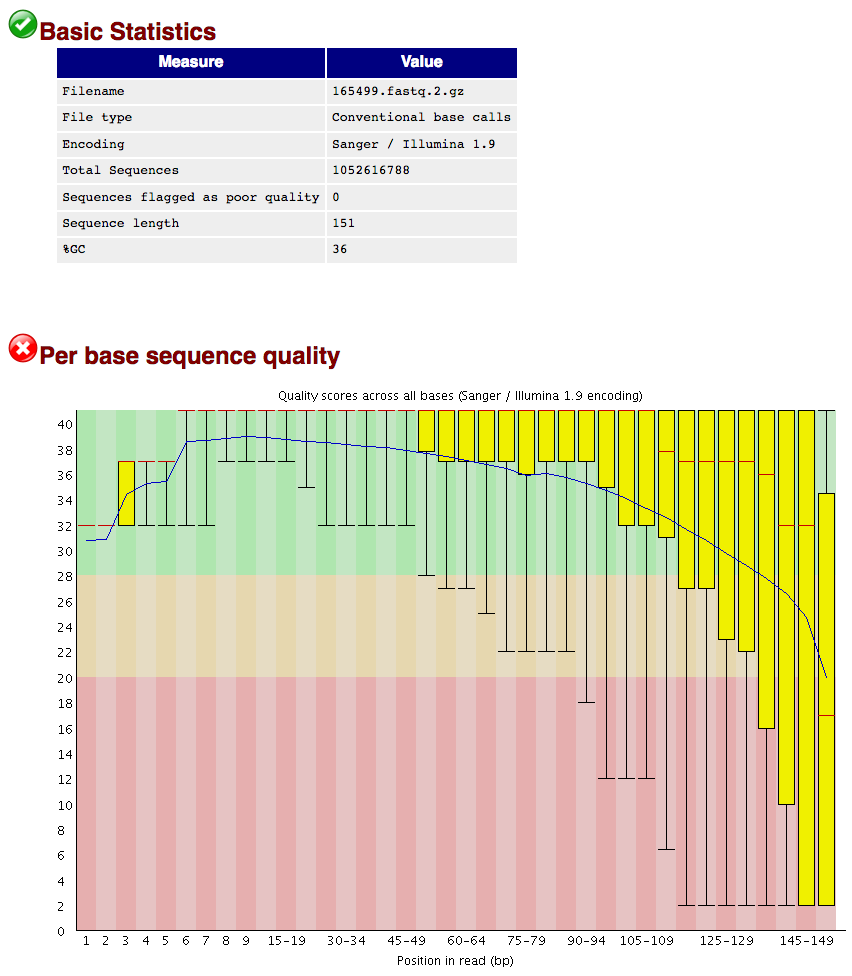 Basic Statistics
Measure Value
Filename 165499.fastq.2.gz
File type Conventional base calls
Encoding Sanger / Illumina 1.9
Total Sequences 1052616788
Sequences flagged as poor quality 0
Sequence length 151
%GC 36
Per base sequence quality
Quality scores across all bases (Sanger / Illumina 1.9 encoding)
40
38
36
34
32
30
28
26
24
22
20
18
16
14
12
10
8
6
4
2
0
1 2 3 4 5 6 7 8 9 15-19 30-34 45-49 60-64 75-79 90-94 105-109 125-129 145-149
Position in read (bp)